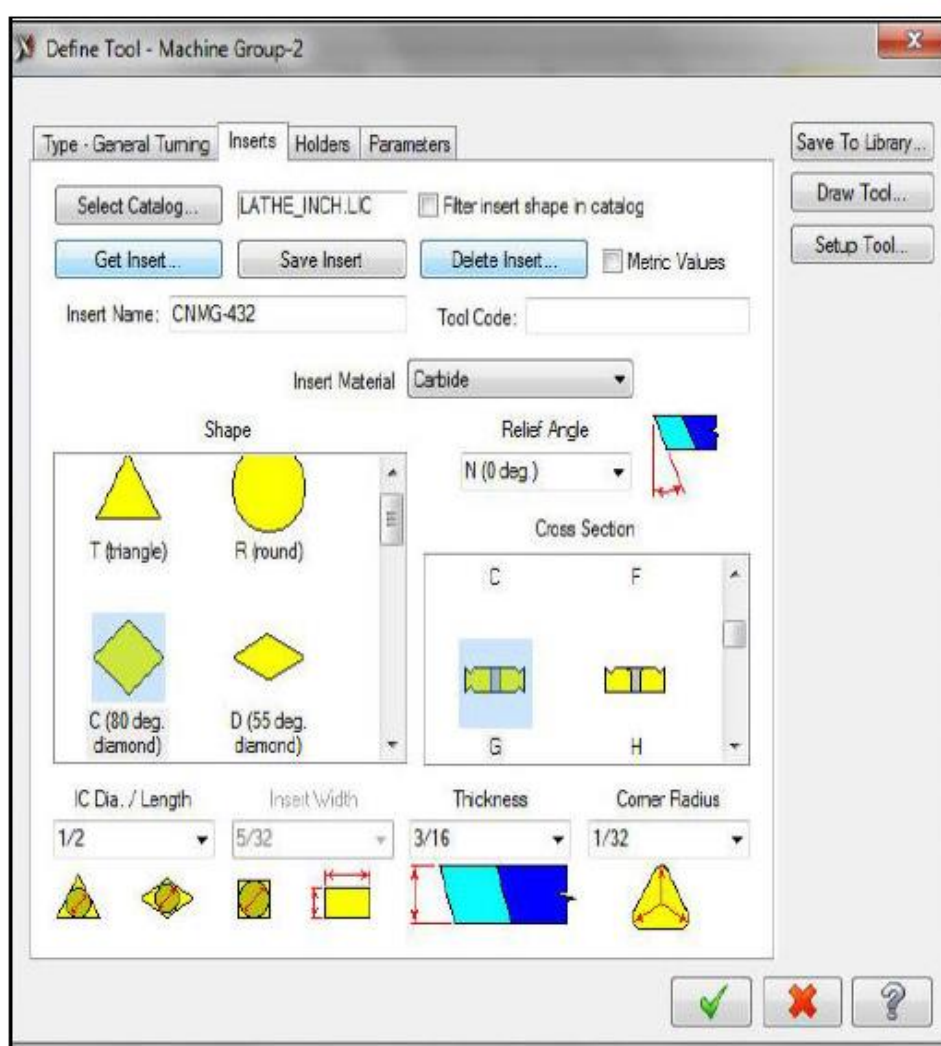 Define Tool - Machine Group-2
Type - General Turning Inserts Holders Parameters
Save To Library...
Select Catalog... LATHE_INCH.LIC Filter insert shape in catalog
Draw Tool...
Get Insert... Save Insert Delete Insert... Metric Values
Setup Tool...
Insert Name: CNMG-432 Tool Code:
Insert Material Carbide
Shape Relief Angle
N (0 deg.)
T (triangle) R (round)
Cross Section
C F
C (80 deg. diamond) D (55 deg. diamond)
G H
IC Dia. / Length Insert Width Thickness Corner Radius
1/2 5/32 3/16 1/32